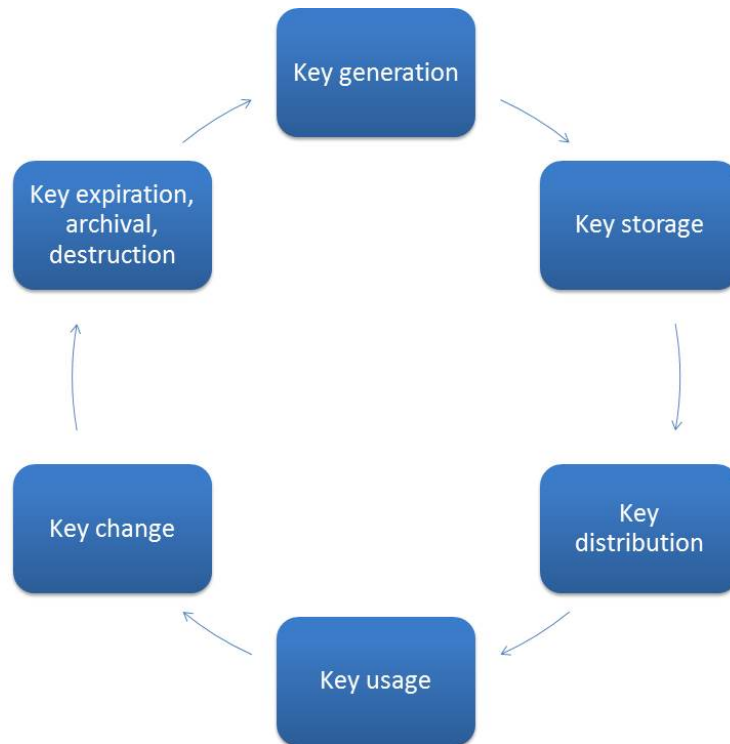 Key generation
Key storage
Key
distribution
Key usage
Key change
Key expiration,
archival,
destruction